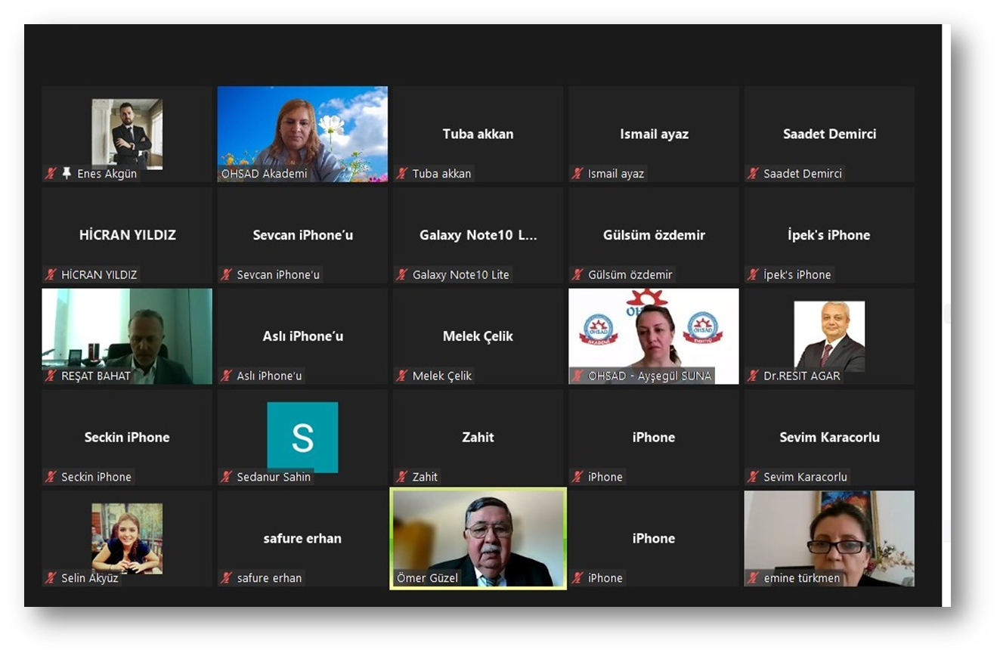 Enes Akgün
OHSAD Akademi
Tuba akkan
Tuba akkan
Ismail ayaz
Ismail ayaz
Saadet Demirci
Saadet Demirci
HİCRAN YILDIZ
HİCRAN YILDIZ
Sevcan iPhone'u
Sevcan iPhone'u
Galaxy Note10 L...
Galaxy Note10 Lite
Gülsüm özdemir
Gülsüm özdemir
İpek's iPhone
İpek's iPhone
REŞAT BAHAT
Aslı iPhone'u
Aslı iPhone'u
Melek Çelik
Melek Çelik
OHSAD
AKADEMİ
OHSAD
OHSAD - Ayşegül SUNA
Dr.RESIT AGAR
Seckin iPhone
Seckin iPhone
S
Sedanur Sahin
Zahit
Zahit
iPhone
iPhone
Sevim Karacorlu
Sevim Karacorlu
Selin Akyüz
safure erhan
safure erhan
Ömer Güzel
iPhone
iPhone
emine türkmen